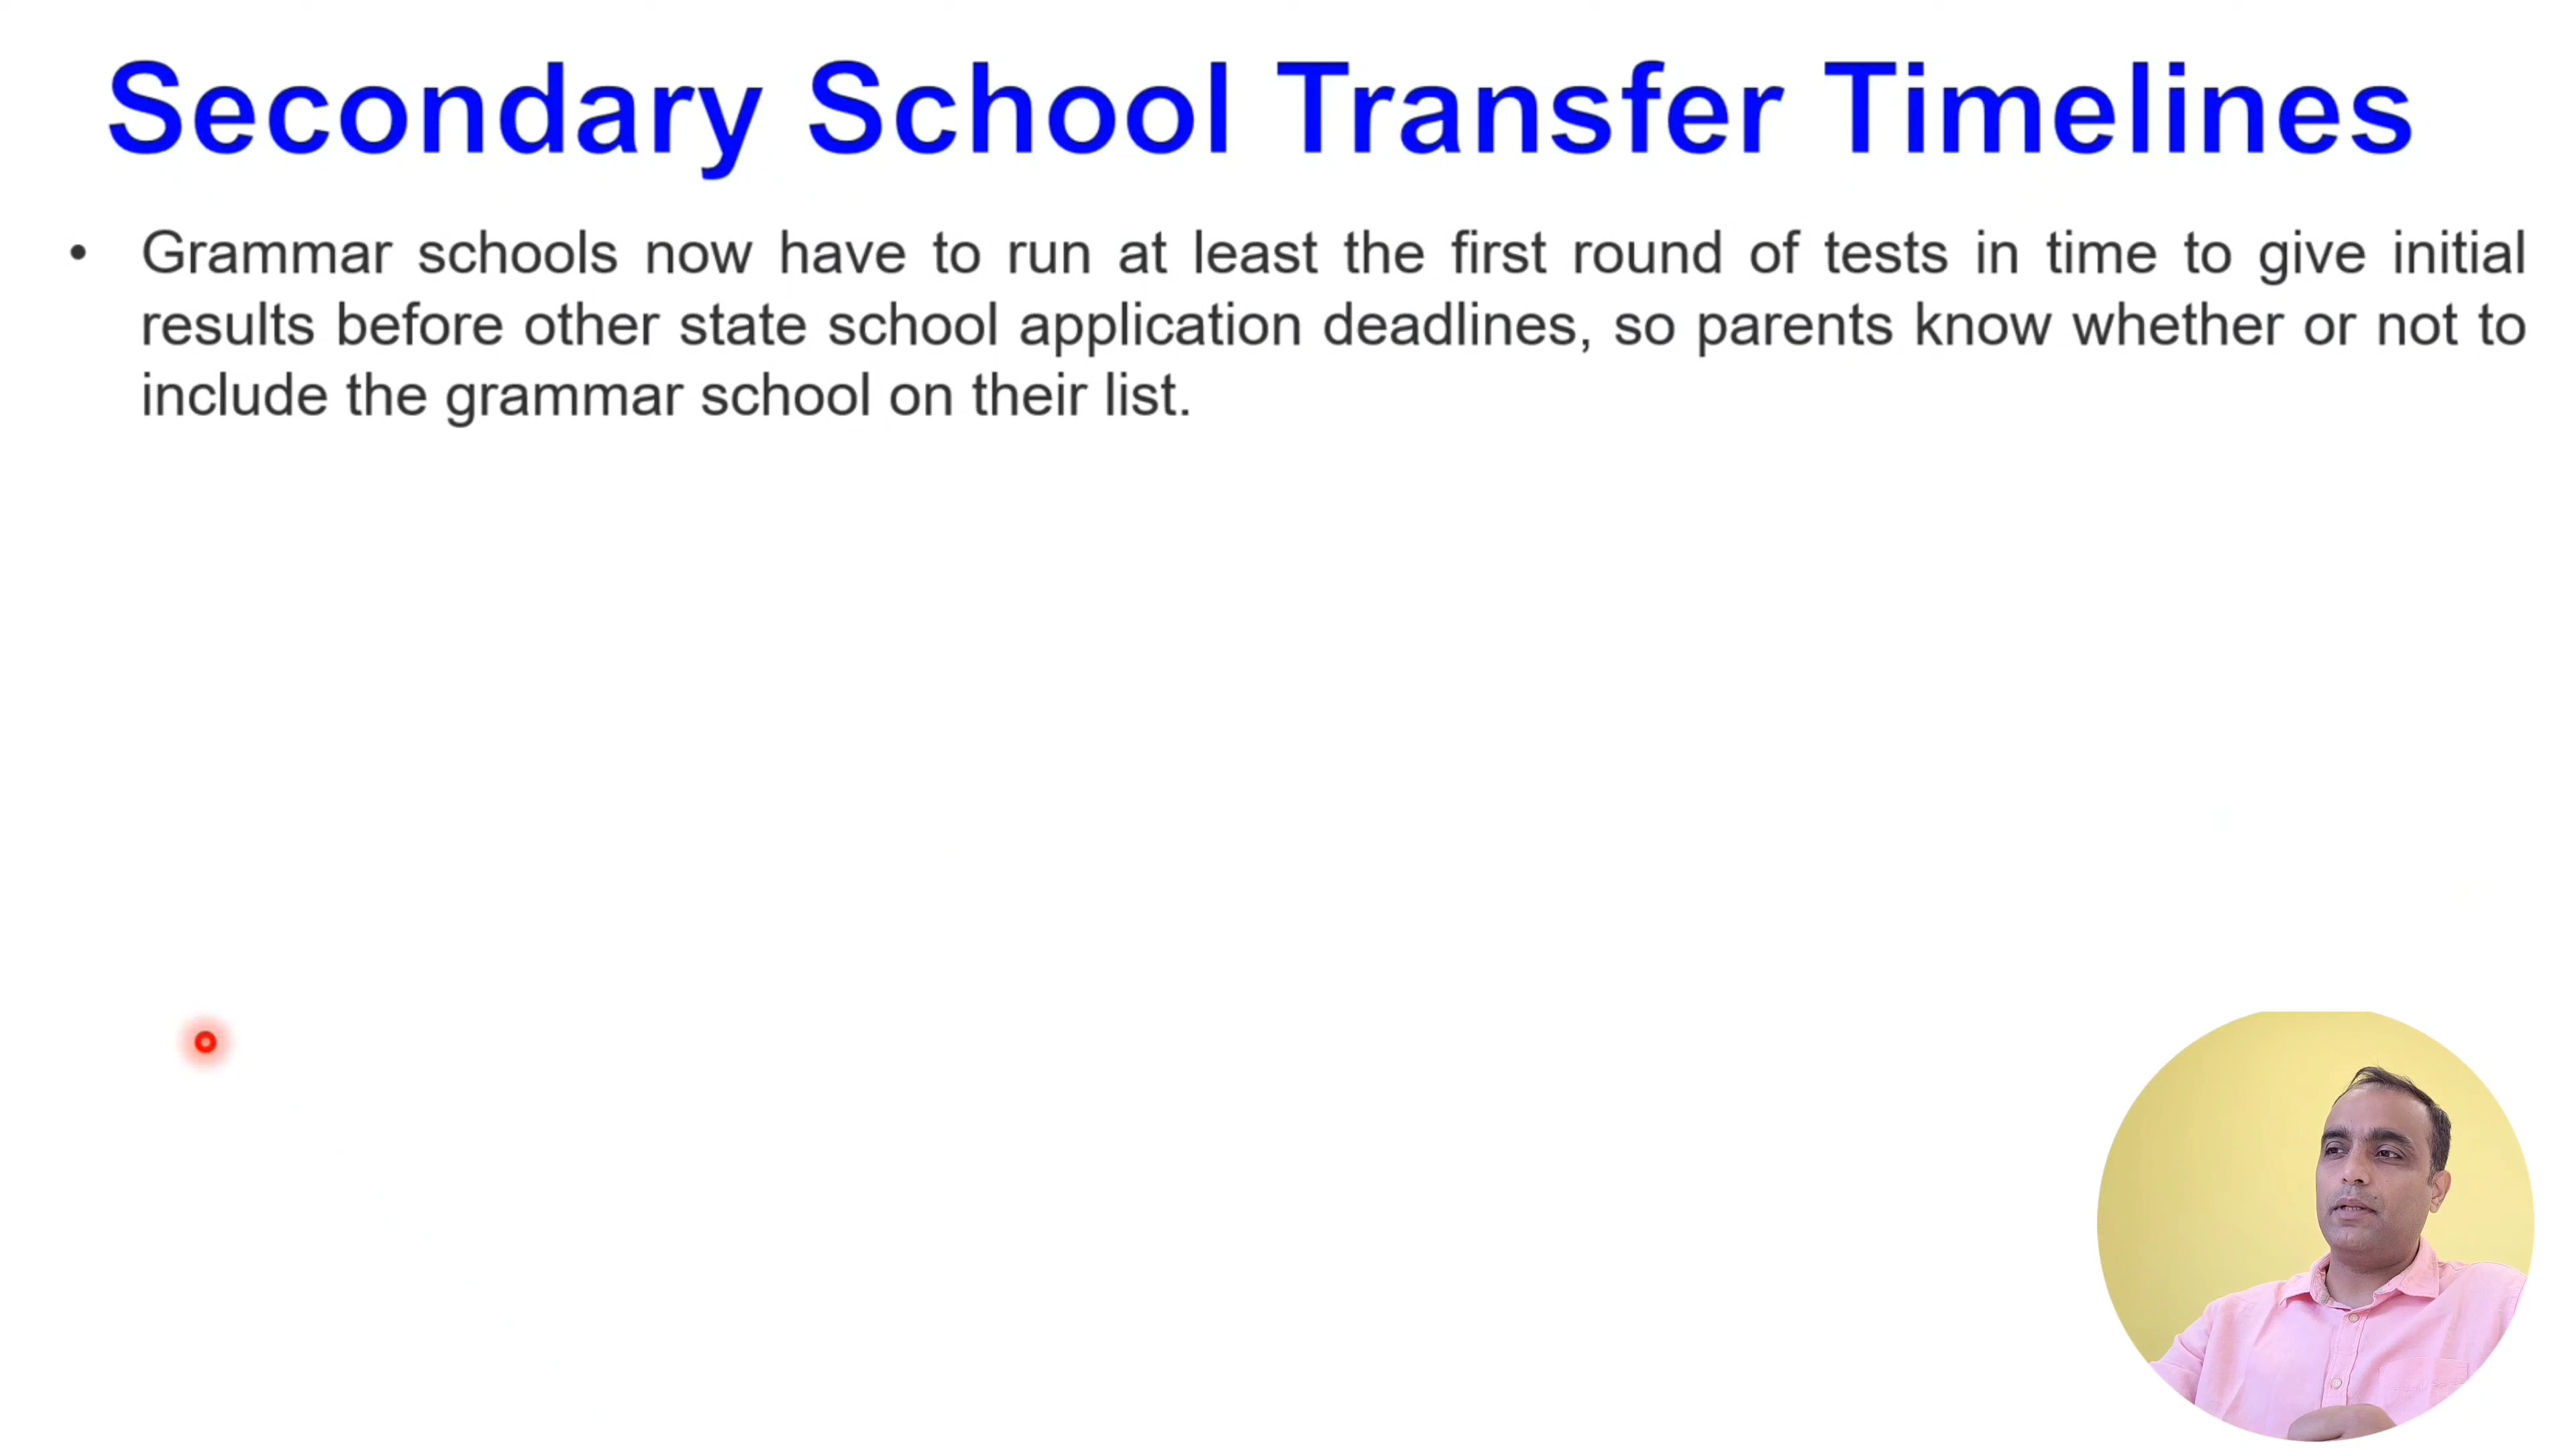 Secondary School Transfer Timelines
• Grammar schools now have to run at least the first round of tests in time to give initial
results before other state school application deadlines, so parents know whether or not to
include the grammar school on their list.